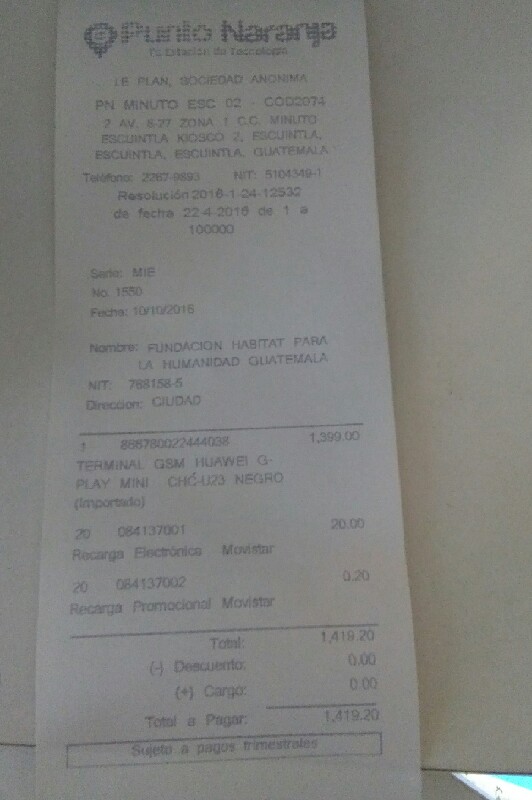 Punto Naranja
Tu Estación de Tecnología
LE PLAN, SOCIEDAD ANONIMA
PN MINUTO ESC 02 - COD2074
2 AV. 6-27 ZONA 1 C.C. MINUTO
ESCUINTLA KIOSCO 2, ESCUINTLA,
ESCUINTLA, ESCUINTLA, GUATEMALA
Teléfono: 2267-9893 NIT: 5104349-1
Resolución 2016-1-24-12532
de fecha 22-4-2016 de 1 a
100000
Serie: MIE
No. 1550
Fecha: 10/10/2016
Nombre: FUNDACION HABITAT PARA
LA HUMANIDAD GUATEMALA
NIT: 768158-5
Direccion: CIUDAD
1 866780022444038 1,399.00
TERMINAL GSM HUAWEI G-
PLAY MINI CHC-U23 NEGRO
(Importado)
20 084137001 20.00
Recarga Electrónica Movistar
20 084137002 0.20
Recarga Promocional Movistar
Total: 1,419.20
(-) Descuento: 0.00
(+) Cargo: 0.00
Total a Pagar: 1,419.20
Sujeto a pagos trimestrales